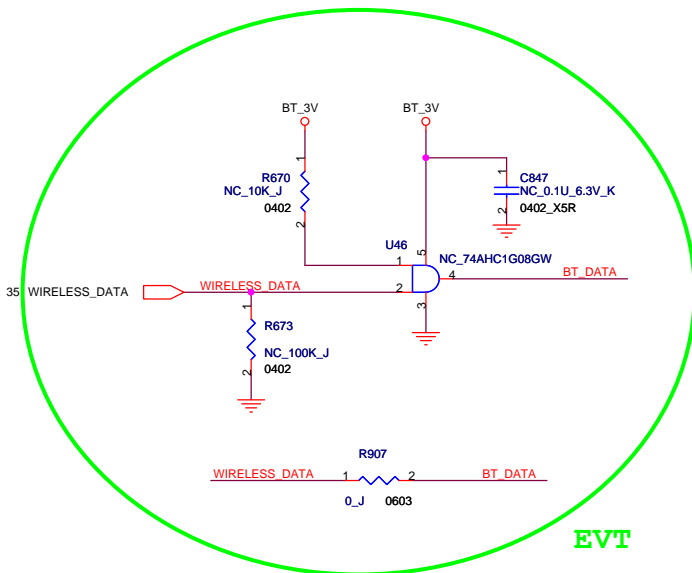 BT_3V
BT_3V
1
R670
NC_10K_J
0402
2
1
C847
NC_0.1U_6.3V_K
2
0402_X5R
U46
5
NC_74AHC1G08GW
1
4
BT_DATA
35
WIRELESS_DATA
WIRELESS_DATA
2
3
1
R673
NC_100K_J
2
0402
R907
WIRELESS_DATA
1
2
BT_DATA
0_J
0603
EVT